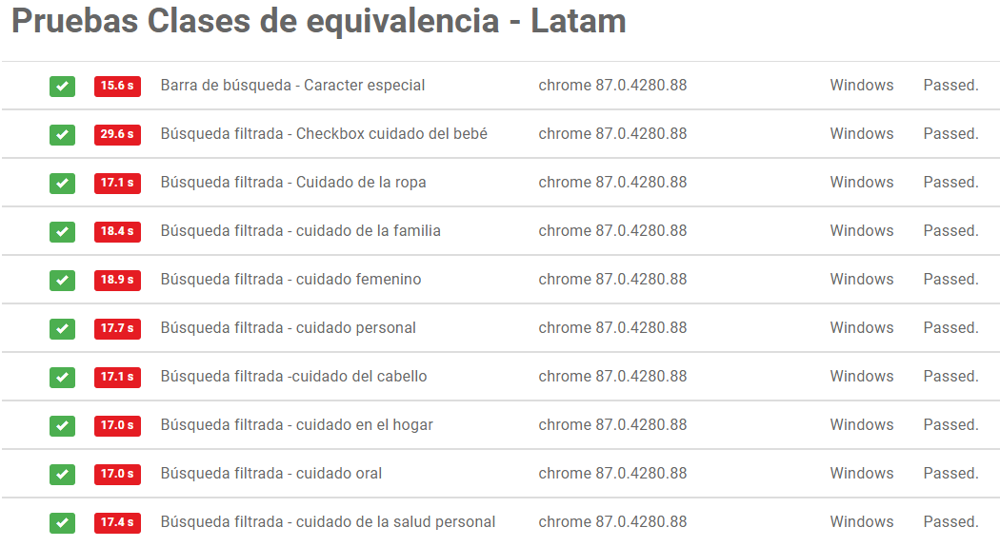 Pruebas Clases de equivalencia - Latam
15.6 s Barra de búsqueda - Caracter especial chrome 87.0.4280.88 Windows Passed.
29.6 s Búsqueda filtrada - Checkbox cuidado del bebé chrome 87.0.4280.88 Windows Passed.
17.1 s Búsqueda filtrada - Cuidado de la ropa chrome 87.0.4280.88 Windows Passed.
18.4 s Búsqueda filtrada - cuidado de la familia chrome 87.0.4280.88 Windows Passed.
18.9 s Búsqueda filtrada - cuidado femenino chrome 87.0.4280.88 Windows Passed.
17.7 s Búsqueda filtrada - cuidado personal chrome 87.0.4280.88 Windows Passed.
17.1 s Búsqueda filtrada -cuidado del cabello chrome 87.0.4280.88 Windows Passed.
17.0 s Búsqueda filtrada - cuidado en el hogar chrome 87.0.4280.88 Windows Passed.
17.0 s Búsqueda filtrada - cuidado oral chrome 87.0.4280.88 Windows Passed.
17.4 s Búsqueda filtrada - cuidado de la salud personal chrome 87.0.4280.88 Windows Passed.